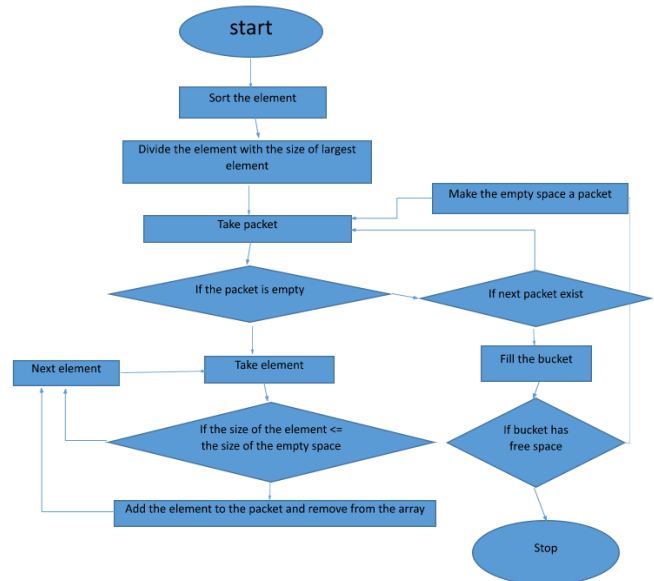 start
Sort the element
Divide the element with the size of largest
element
Make the empty space a packet
Take packet
If the packet is empty
If next packet exist
Next element
Take element
Fill the bucket
If the size of the element <=
the size of the empty space
If bucket has
free space
Add the element to the packet and remove from the array
Stop